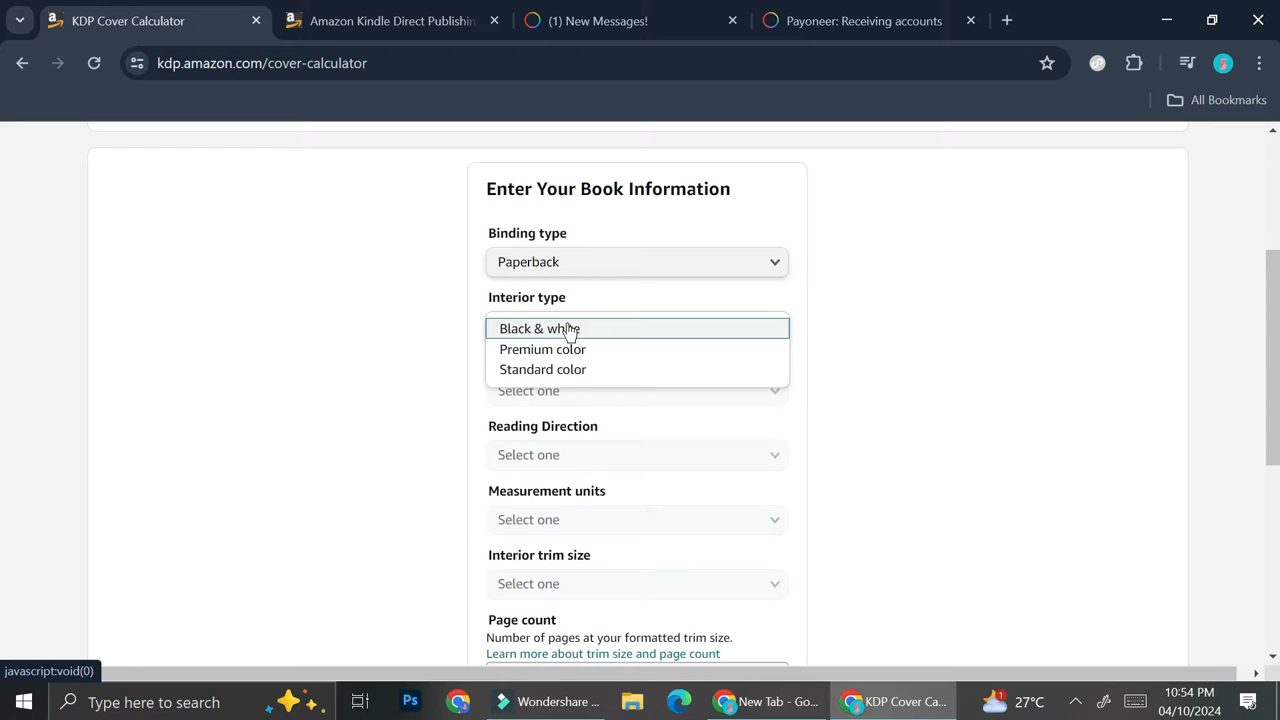 KDP Cover Calculator
Amazon Kindle Direct Publishin
(1) New Messages!
Payoneer: Receiving accounts
kdp.amazon.com/cover-calculator
All Bookmarks
Enter Your Book Information
Binding type
Paperback
Interior type
Black & white
Premium color
Standard color
Select one
Reading Direction
Select one
Measurement units
Select one
Interior trim size
Select one
Page count
Number of pages at your formatted trim size.
Learn more about trim size and page count
javascript:void(0)
Type here to search
Ps
Wondershare ...
New Tab - Go...
KDP Cover Ca...
1
27°C
10:54 PM
04/10/2024